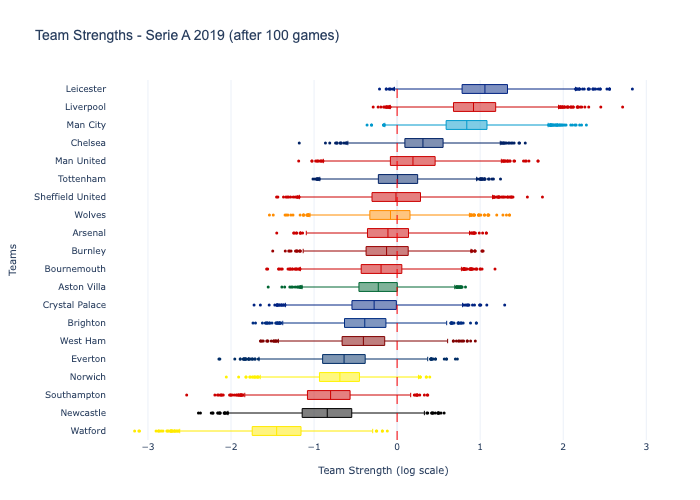 Team Strengths - Serie A 2019 (after 100 games)
Leicester
Liverpool
Man City
Chelsea
Man United
Tottenham
Sheffield United
Wolves
Arsenal
Burnley
Bournemouth
Aston Villa
Crystal Palace
Brighton
West Ham
Everton
Norwich
Southampton
Newcastle
Watford
Teams
−3 −2 −1 0 1 2 3
Team Strength (log scale)